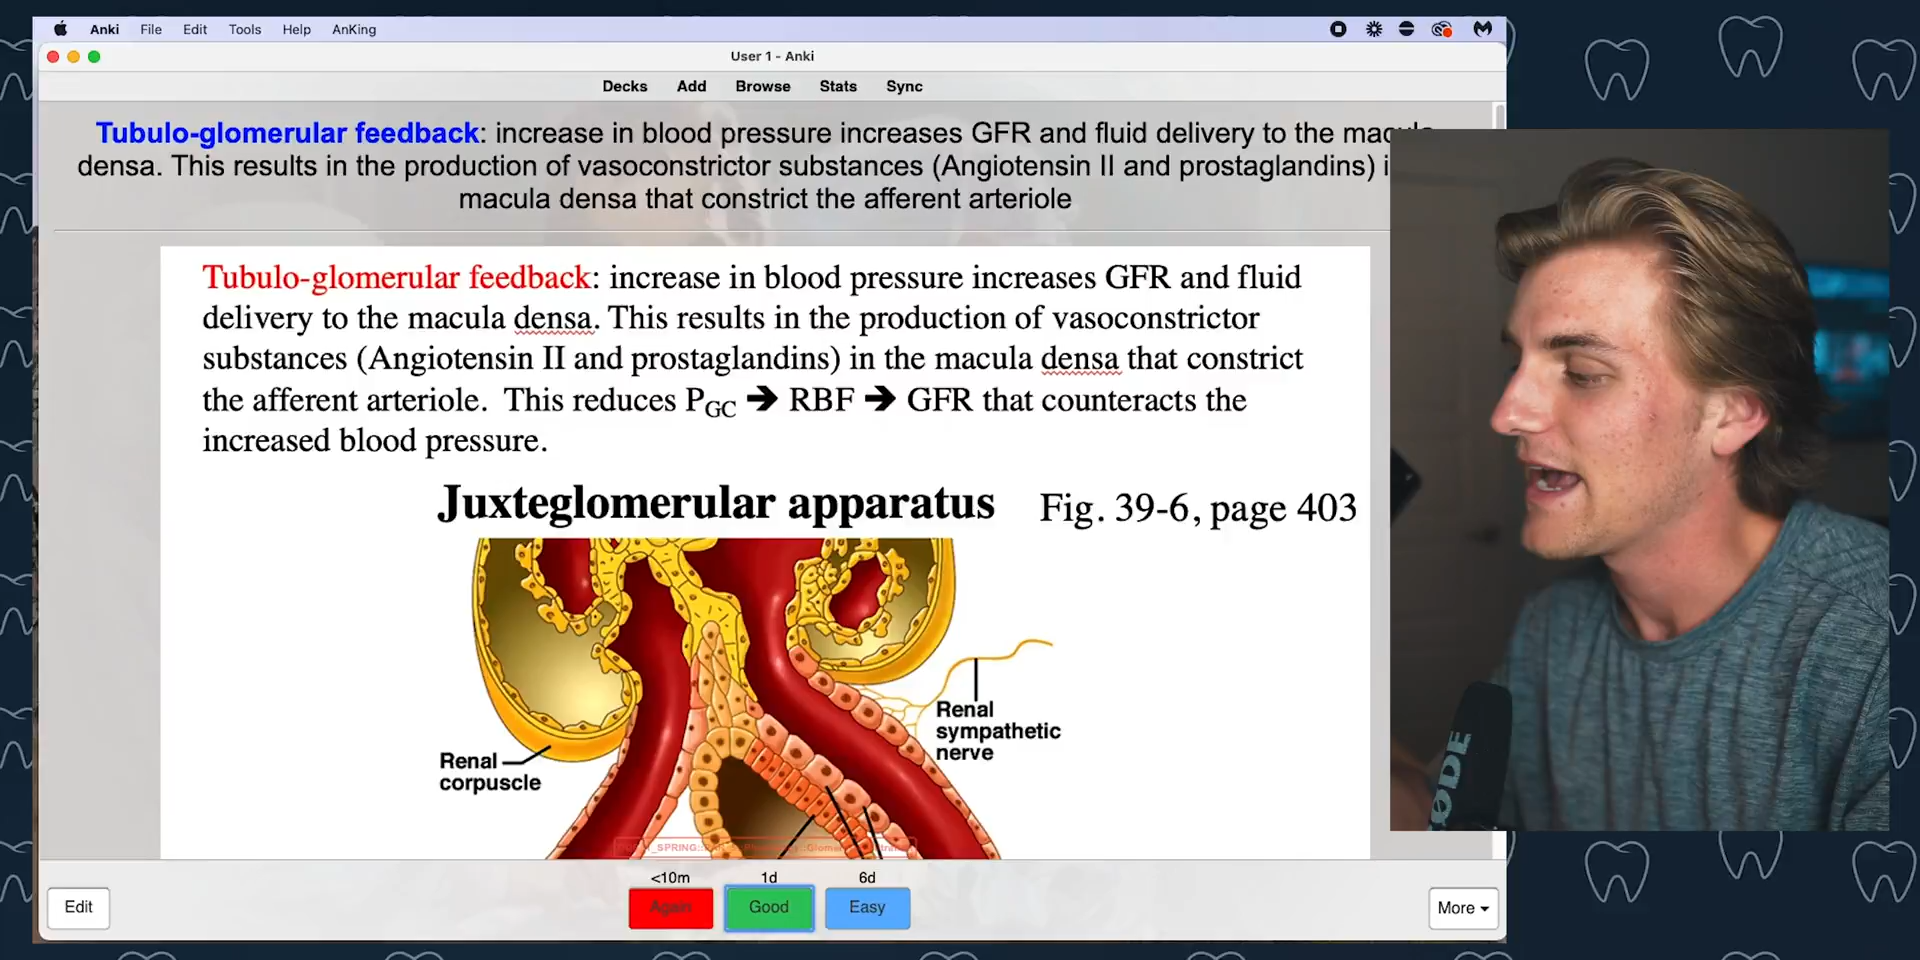 Anki File Edit Tools Help AnKing
User 1 - Anki
Decks Add Browse Stats Sync
Tubulo-glomerular feedback: increase in blood pressure increases GFR and fluid delivery to the macula
densa. This results in the production of vasoconstrictor substances (Angiotensin II and prostaglandins) i
macula densa that constrict the afferent arteriole
Tubulo-glomerular feedback: increase in blood pressure increases GFR and fluid
delivery to the macula densa. This results in the production of vasoconstrictor
substances (Angiotensin II and prostaglandins) in the macula densa that constrict
the afferent arteriole. This reduces PGC ➔ RBF ➔ GFR that counteracts the
increased blood pressure.
Juxteglomerular apparatus Fig. 39-6, page 403
Renal
sympathetic
nerve
Renal
corpuscle
<10m 1d 6d
Edit Again Good Easy More